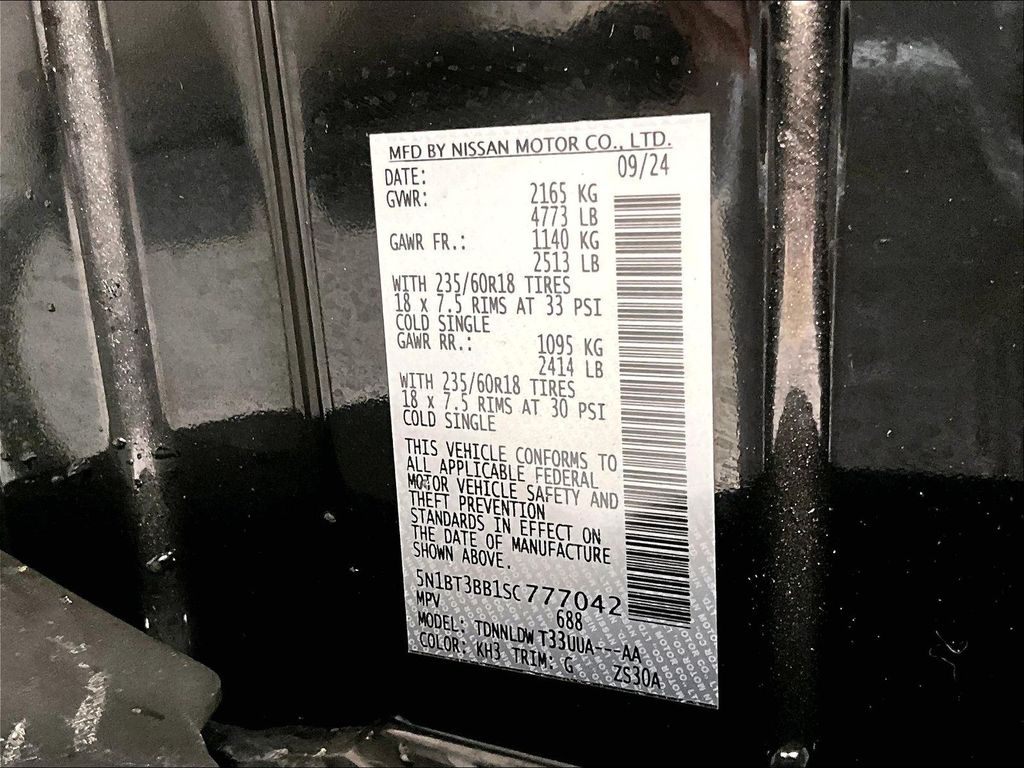 MFD BY NISSAN MOTOR CO., LTD.
DATE: 09/24
GVWR: 2165 KG
4773 LB
GAWR FR.: 1140 KG
2513 LB
WITH 235/60R18 TIRES
18 x 7.5 RIMS AT 33 PSI
COLD SINGLE
GAWR RR.: 1095 KG
2414 LB
WITH 235/60R18 TIRES
18 x 7.5 RIMS AT 30 PSI
COLD SINGLE
THIS VEHICLE CONFORMS TO
ALL APPLICABLE FEDERAL
MOTOR VEHICLE SAFETY AND
THEFT PREVENTION
STANDARDS IN EFFECT ON
THE DATE OF MANUFACTURE
SHOWN ABOVE.
5N1BT3BB1SC777042
MPV 688
MODEL: TDNNLDW T33UUA---AA
COLOR: KH3 TRIM: G ZS30A